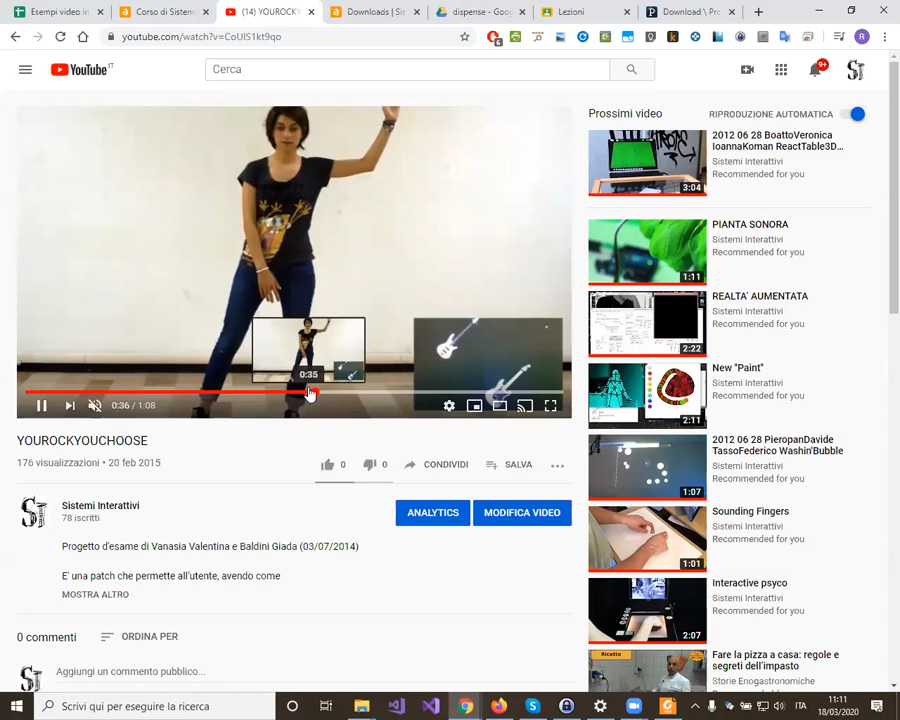 Esempi video in
Corso di Sistem
(14) YOUROCKY
Downloads | Sit
dispense - Goog
Lezioni
Download \ Pro
youtube.com/watch?v=CoUlS1kt9qo
6
R
YouTube IT
Cerca
9+
Prossimi video
RIPRODUZIONE AUTOMATICA
2012 06 28 BoattoVeronica
IoannaKoman ReactTable3D...
Sistemi Interattivi
Recommended for you
3:04
PIANTA SONORA
Sistemi Interattivi
Recommended for you
1:11
REALTA' AUMENTATA
Sistemi Interattivi
Recommended for you
2:22
New "Paint"
Sistemi Interattivi
Recommended for you
2:11
2012 06 28 PieropanDavide
TassoFederico Washin'Bubble
Sistemi Interattivi
Recommended for you
1:07
Sounding Fingers
Sistemi Interattivi
Recommended for you
1:01
Interactive psyco
Sistemi Interattivi
Recommended for you
2:07
Ricetto
Fare la pizza a casa: regole e
segreti dell'impasto
Storie Enogastronomiche
0:35
0:36 / 1:08
YOUROCKYOUCHOOSE
176 visualizzazioni • 20 feb 2015
0
0
CONDIVIDI
SALVA
Sistemi Interattivi
78 iscritti
ANALYTICS
MODIFICA VIDEO
Progetto d'esame di Vanasia Valentina e Baldini Giada (03/07/2014)
E' una patch che permette all'utente, avendo come
MOSTRA ALTRO
0 commenti
ORDINA PER
Aggiungi un commento pubblico...
Scrivi qui per eseguire la ricerca
ITA
11:11
18/03/2020